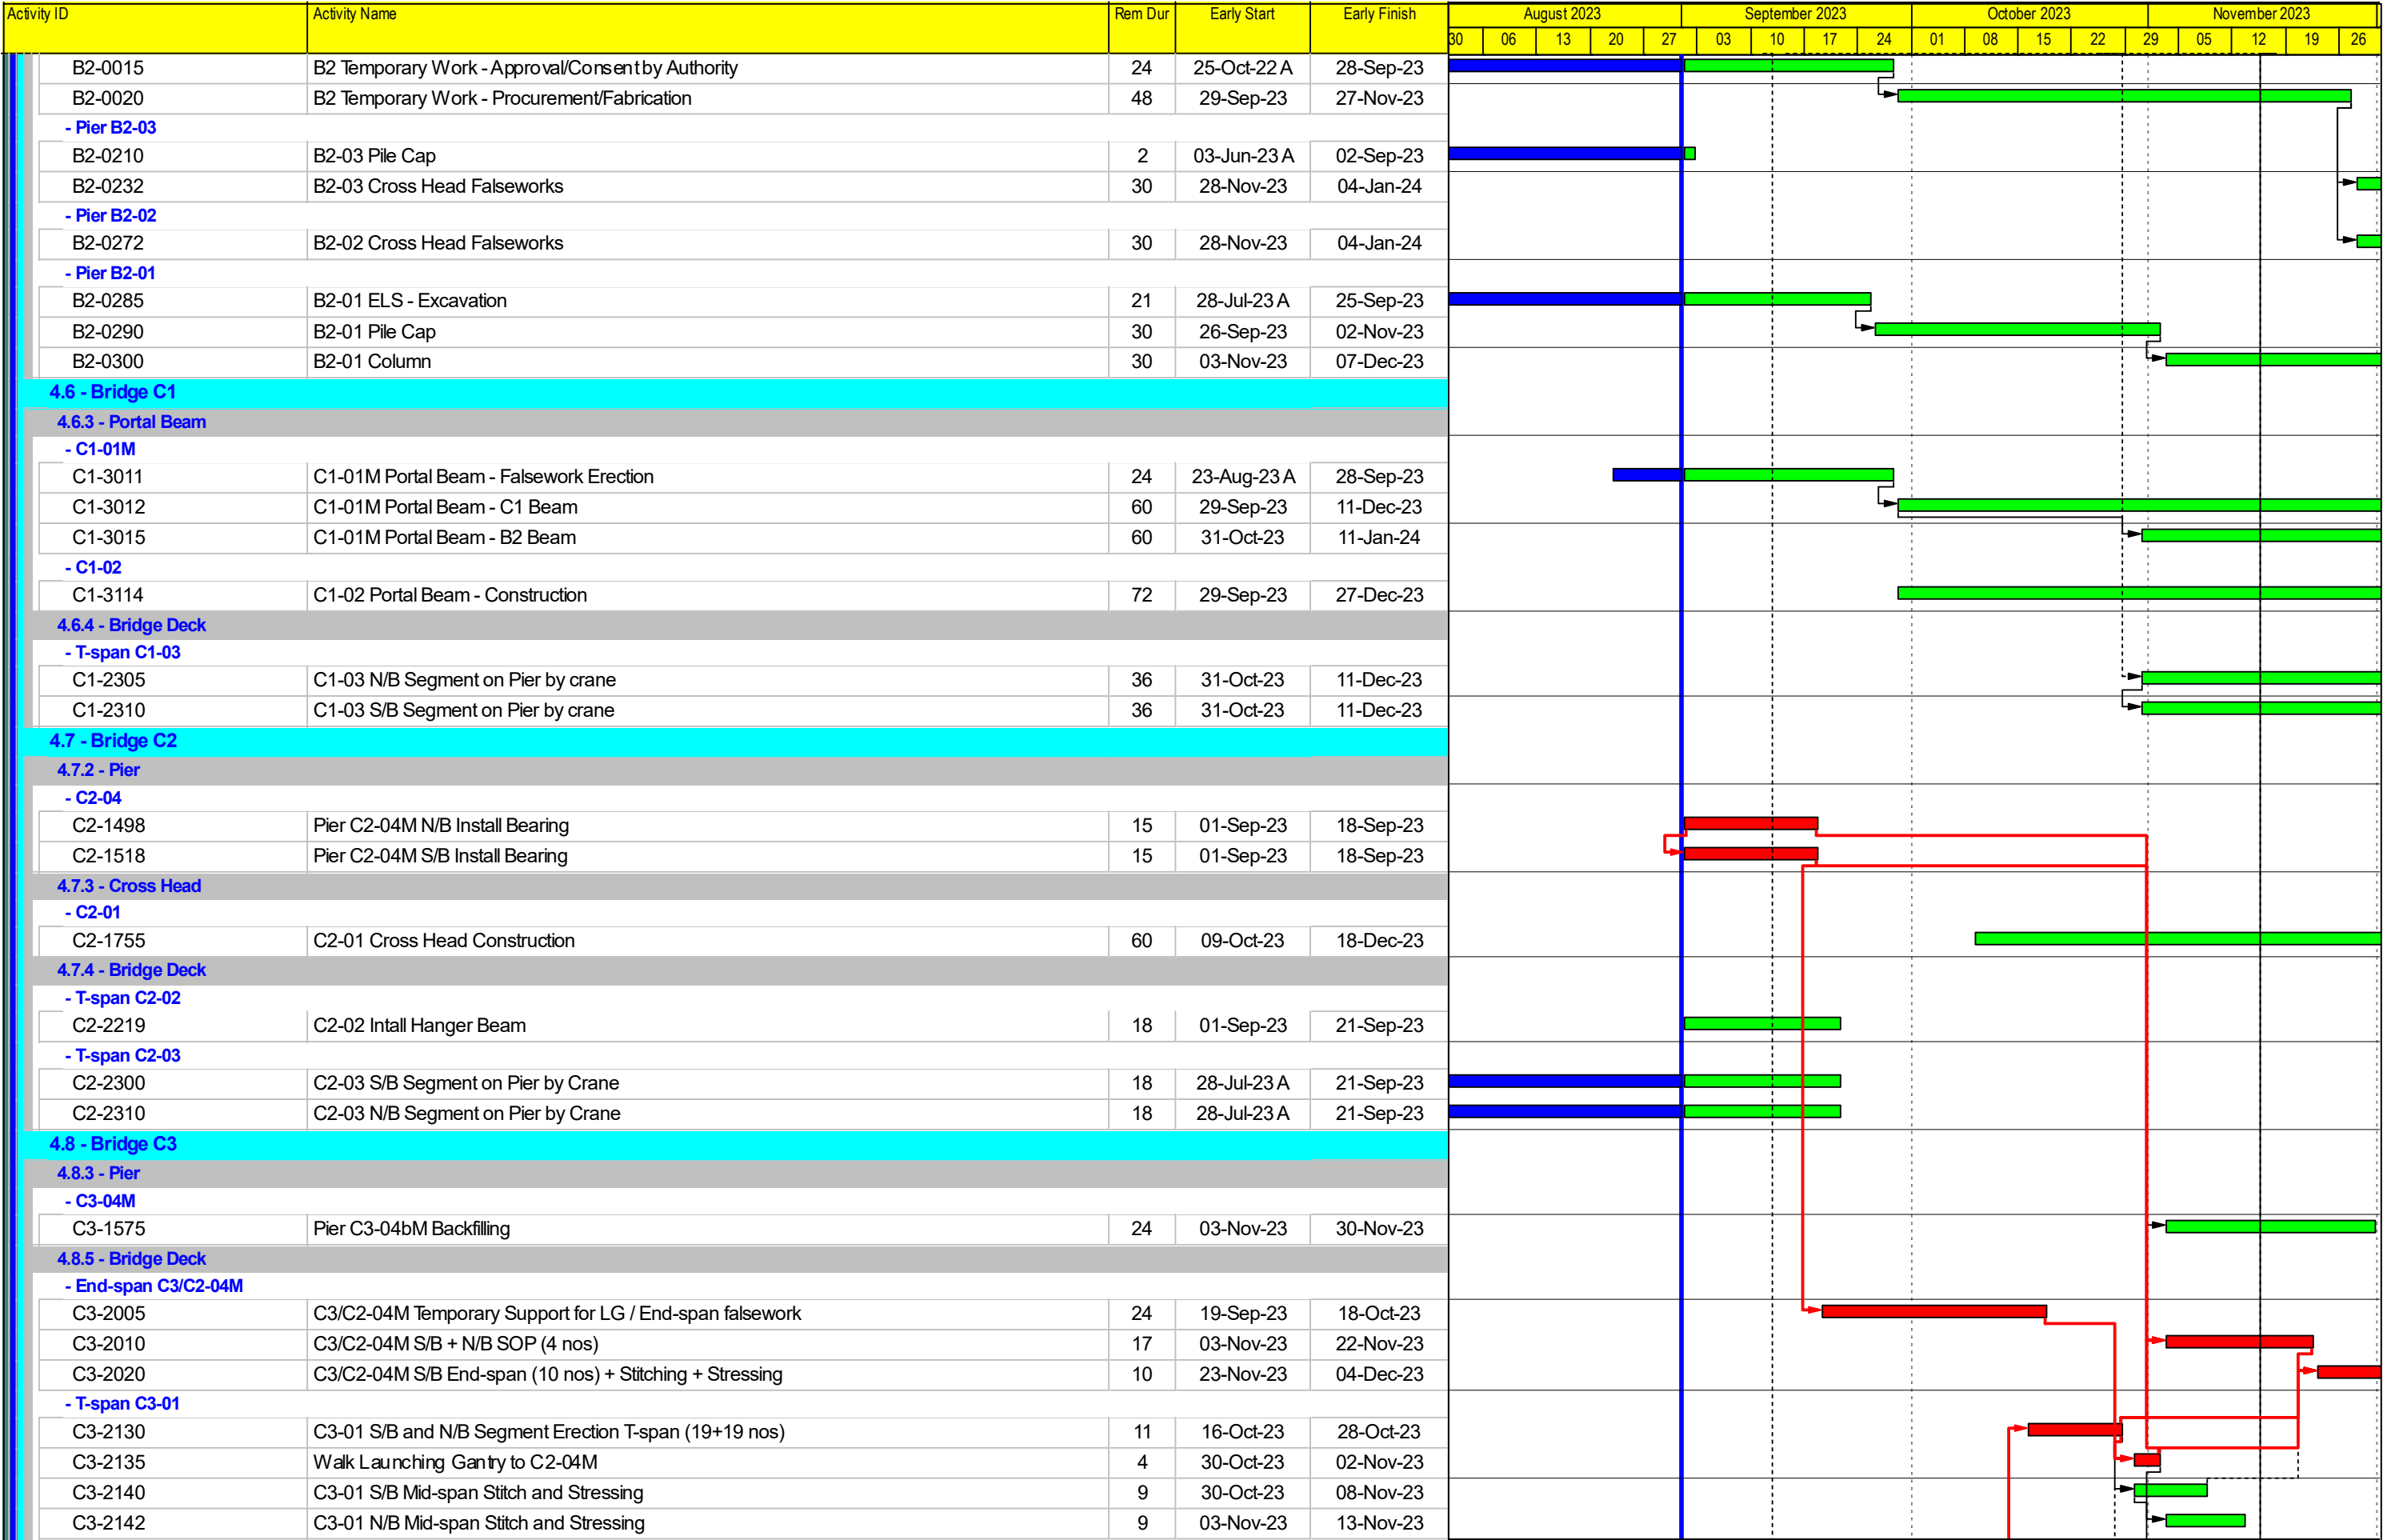 Activity ID Activity Name Rem Dur Early Start Early Finish August 2023 September 2023 October 2023 November 2023
30 06 13 20 27 03 10 17 24 01 08 15 22 29 05 12 19 26
B2-0015 B2 Temporary Work - Approval/Consent by Authority 24 25-Oct-22 A 28-Sep-23
B2-0020 B2 Temporary Work - Procurement/Fabrication 48 29-Sep-23 27-Nov-23
- Pier B2-03
B2-0210 B2-03 Pile Cap 2 03-Jun-23 A 02-Sep-23
B2-0232 B2-03 Cross Head Falseworks 30 28-Nov-23 04-Jan-24
- Pier B2-02
B2-0272 B2-02 Cross Head Falseworks 30 28-Nov-23 04-Jan-24
- Pier B2-01
B2-0285 B2-01 ELS - Excavation 21 28-Jul-23 A 25-Sep-23
B2-0290 B2-01 Pile Cap 30 26-Sep-23 02-Nov-23
B2-0300 B2-01 Column 30 03-Nov-23 07-Dec-23
4.6 - Bridge C1
4.6.3 - Portal Beam
- C1-01M
C1-3011 C1-01M Portal Beam - Falsework Erection 24 23-Aug-23 A 28-Sep-23
C1-3012 C1-01M Portal Beam - C1 Beam 60 29-Sep-23 11-Dec-23
C1-3015 C1-01M Portal Beam - B2 Beam 60 31-Oct-23 11-Jan-24
- C1-02
C1-3114 C1-02 Portal Beam - Construction 72 29-Sep-23 27-Dec-23
4.6.4 - Bridge Deck
- T-span C1-03
C1-2305 C1-03 N/B Segment on Pier by crane 36 31-Oct-23 11-Dec-23
C1-2310 C1-03 S/B Segment on Pier by crane 36 31-Oct-23 11-Dec-23
4.7 - Bridge C2
4.7.2 - Pier
- C2-04
C2-1498 Pier C2-04M N/B Install Bearing 15 01-Sep-23 18-Sep-23
C2-1518 Pier C2-04M S/B Install Bearing 15 01-Sep-23 18-Sep-23
4.7.3 - Cross Head
- C2-01
C2-1755 C2-01 Cross Head Construction 60 09-Oct-23 18-Dec-23
4.7.4 - Bridge Deck
- T-span C2-02
C2-2219 C2-02 Intall Hanger Beam 18 01-Sep-23 21-Sep-23
- T-span C2-03
C2-2300 C2-03 S/B Segment on Pier by Crane 18 28-Jul-23 A 21-Sep-23
C2-2310 C2-03 N/B Segment on Pier by Crane 18 28-Jul-23 A 21-Sep-23
4.8 - Bridge C3
4.8.3 - Pier
- C3-04M
C3-1575 Pier C3-04bM Backfilling 24 03-Nov-23 30-Nov-23
4.8.5 - Bridge Deck
- End-span C3/C2-04M
C3-2005 C3/C2-04M Temporary Support for LG / End-span falsework 24 19-Sep-23 18-Oct-23
C3-2010 C3/C2-04M S/B + N/B SOP (4 nos) 17 03-Nov-23 22-Nov-23
C3-2020 C3/C2-04M S/B End-span (10 nos) + Stitching + Stressing 10 23-Nov-23 04-Dec-23
- T-span C3-01
C3-2130 C3-01 S/B and N/B Segment Erection T-span (19+19 nos) 11 16-Oct-23 28-Oct-23
C3-2135 Walk Launching Gantry to C2-04M 4 30-Oct-23 02-Nov-23
C3-2140 C3-01 S/B Mid-span Stitch and Stressing 9 30-Oct-23 08-Nov-23
C3-2142 C3-01 N/B Mid-span Stitch and Stressing 9 03-Nov-23 13-Nov-23